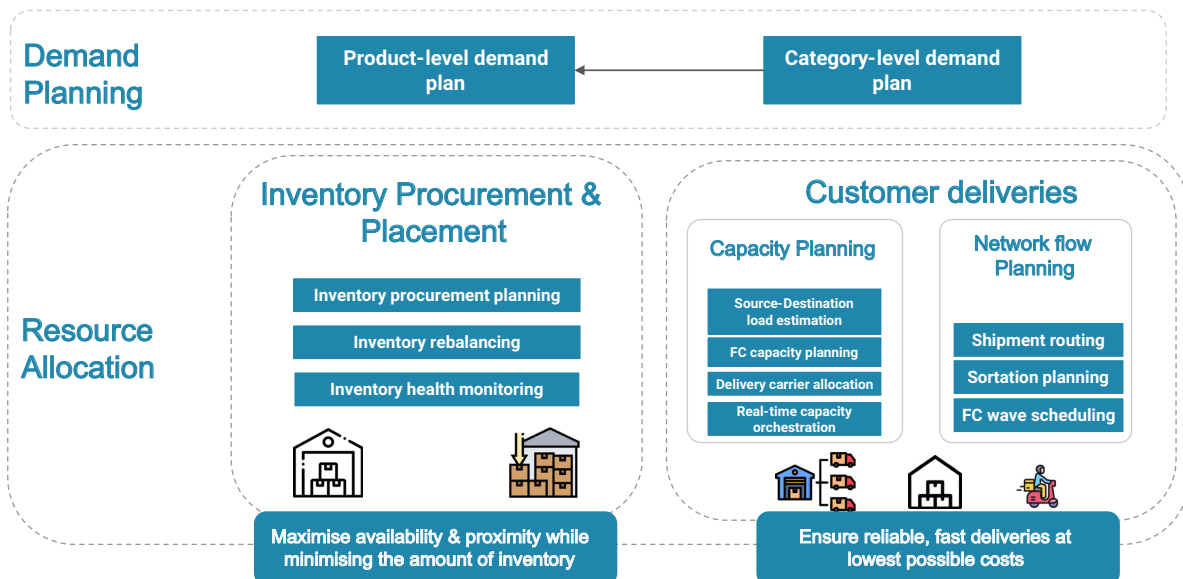 Demand
Planning
Product-level demand
plan
Category-level demand
plan
Resource
Allocation
Inventory Procurement &
Placement
Inventory procurement planning
Inventory rebalancing
Inventory health monitoring
Maximise availability & proximity while
minimising the amount of inventory
Customer deliveries
Capacity Planning
Source-Destination
load estimation
FC capacity planning
Delivery carrier allocation
Real-time capacity
orchestration
Network flow
Planning
Shipment routing
Sortation planning
FC wave scheduling
Ensure reliable, fast deliveries at
lowest possible costs